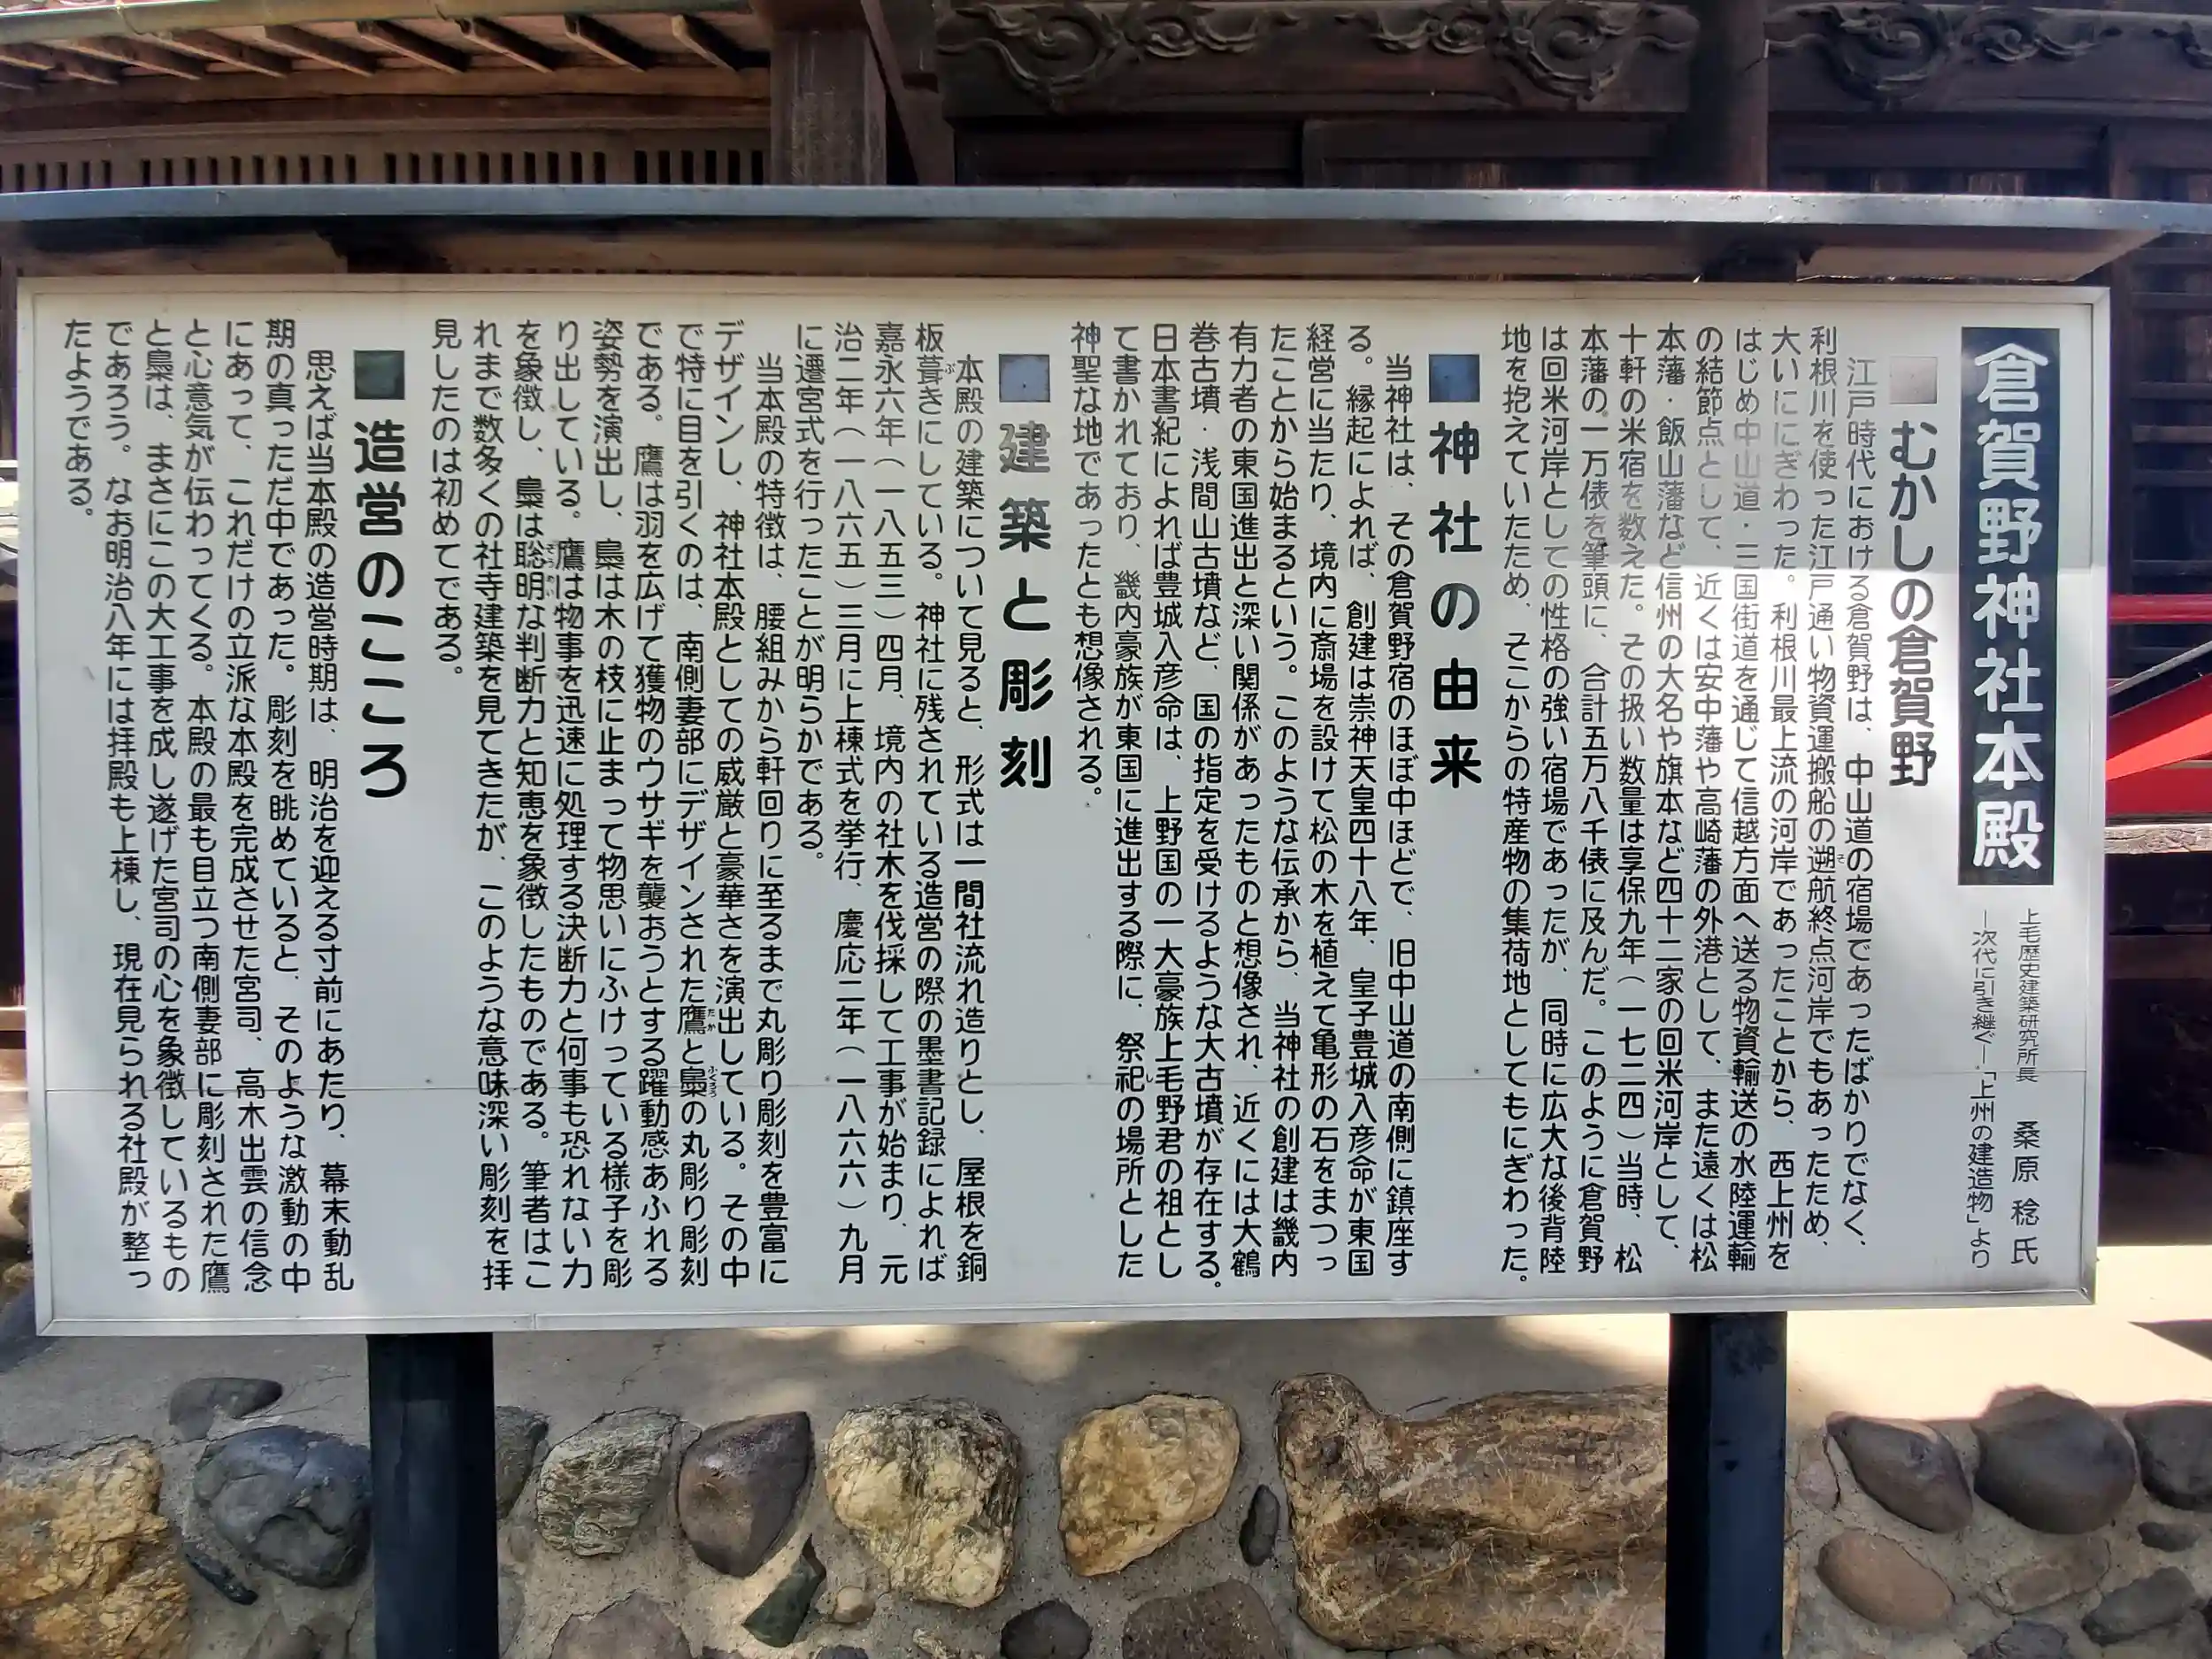 倉賀野神社本殿
上毛歴史建築研究所長 桑原稔氏
―次代に引き継ぐ―「上州の建造物」より
■むかしの倉賀野
江戸時代における倉賀野は、中山道の宿場であったばかりでなく、
利根川を使った江戸通い物資運搬船の遡航終点河岸でもあったため、
大いににぎわった。利根川最上流の河岸であったことから、西上州を
はじめ中山道・三国街道を通じて信越方面へ送る物資輸送の水陸運輸
の結節点として、近くは安中藩や高崎藩の外港として、また遠くは松
本藩・飯山藩など信州の大名や旗本など四十二家の回米河岸として、
十軒の米宿を数えた。その扱い数量は享保九年(一七二四)当時、松
本藩の一万俵を筆頭に、合計五万八千俵に及んだ。このように倉賀野
は回米河岸としての性格の強い宿場であったが、同時に広大な後背陸
地を抱えていたため、そこからの特産物の集荷地としてもにぎわった。
■神社の由来
当神社は、その倉賀野宿のほぼ中ほどで、旧中山道の南側に鎮座す
る。縁起によれば、創建は崇神天皇四十八年、皇子豊城入彦命が東国
経営に当たり、境内に斎場を設けて松の木を植えて亀形の石をまつっ
たことから始まるという。このような伝承から、当神社の創建は畿内
有力者の東国進出と深い関係があったものと想像され、近くには大鶴
巻古墳・浅間山古墳など、国の指定を受けるような大古墳が存在する。
日本書紀によれば豊城入彦命は、上野国の一大豪族上毛野君の祖とし
て書かれており、畿内豪族が東国に進出する際に、祭祀の場所とした
神聖な地であったとも想像される。
■建築と彫刻
本殿の建築について見ると、形式は一間社流れ造りとし、屋根を銅
板葺きにしている。神社に残されている造営の際の墨書記録によれば
嘉永六年(一八五三)四月、境内の社木を伐採して工事が始まり、元
治二年(一八六五)三月に上棟式を挙行、慶応二年(一八六六)九月
に遷宮式を行ったことが明らかである。
当本殿の特徴は、腰組みから軒回りに至るまで丸彫り彫刻を豊富に
デザインし、神社本殿としての威厳と豪華さを演出している。その中
で特に目を引くのは、南側妻部にデザインされた鷹と梟の丸彫り彫刻
である。鷹は羽を広げて獲物のウサギを襲おうとする躍動感あふれる
姿勢を演出し、梟は木の枝に止まって物思いにふけっている様子を彫
り出している。鷹は物事を迅速に処理する決断力と何事も恐れない力
を象徴し、梟は聡明な判断力と知恵を象徴したものである。筆者はこ
れまで数多くの社寺建築を見てきたが、このような意味深い彫刻を拝
見したのは初めてである。
■造営のこころ
思えば当本殿の造営時期は、明治を迎える寸前にあたり、幕末動乱
期の真っただ中であった。彫刻を眺めていると、そのような激動の中
にあって、これだけの立派な本殿を完成させた宮司、高木出雲の信念
と心意気が伝わってくる。本殿の最も目立つ南側妻部に彫刻された鷹
と梟は、まさにこの大工事を成し遂げた宮司の心を象徴しているもの
であろう。なお明治八年には拝殿も上棟し、現在見られる社殿が整っ
たようである。